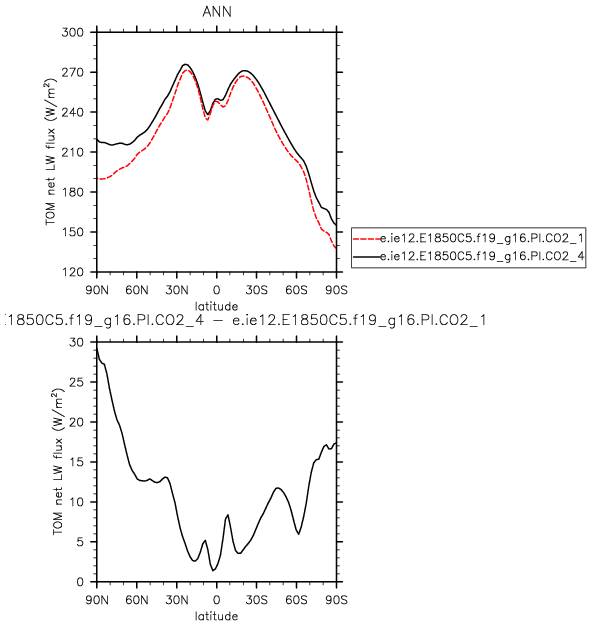 ANN
300
270
240
210
180
150
120
TOM net LW flux (W/m²)
90N 60N 30N 0 30S 60S 90S
latitude
e.ie12.E1850C5.f19_g16.PI.CO2_1
e.ie12.E1850C5.f19_g16.PI.CO2_4
.1850C5.f19_g16.PI.CO2_4 – e.ie12.E1850C5.f19_g16.PI.CO2_1
30
25
20
15
10
5
0
TOM net LW flux (W/m²)
90N 60N 30N 0 30S 60S 90S
latitude